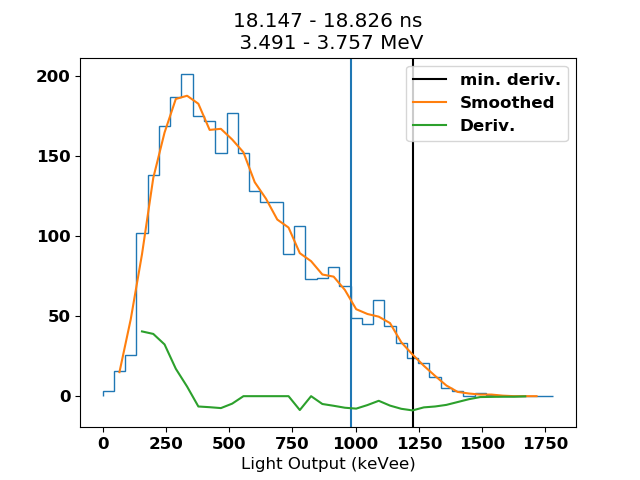 18.147 - 18.826 ns
3.491 - 3.757 MeV
min. deriv.
Smoothed
Deriv.
200
150
100
50
0
0 250 500 750 1000 1250 1500 1750
Light Output (keVee)